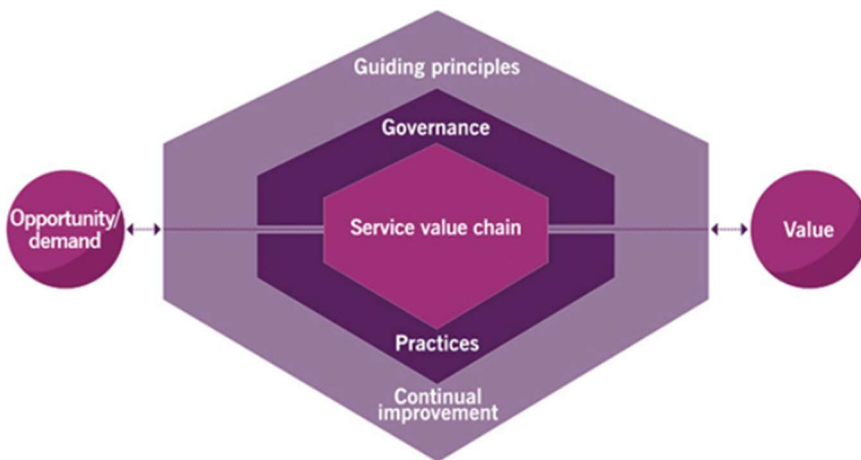 Guiding principles
Governance
Opportunity/
demand
Service value chain
Value
Practices
Continual
improvement